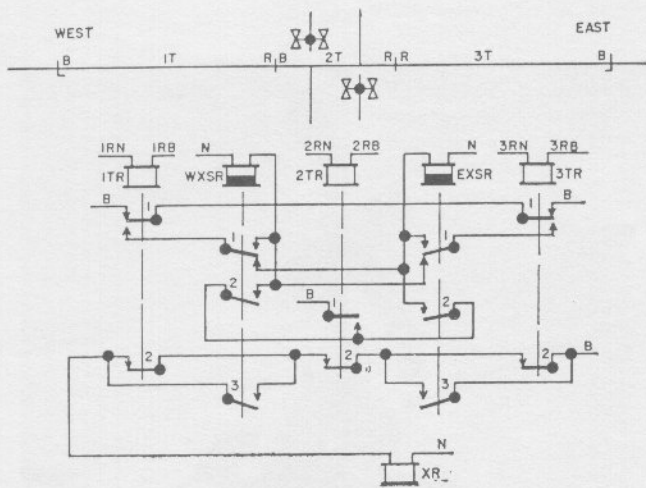 WEST EAST
B 1T R B 2T R R 3T B
1RN 1RB N 2RN 2RB N 3RN 3RB
1TR WXSR 2TR EXSR 3TR B
B 1 1
1 1
2 B 1 2
2 2 2 B
3 3
N
XR